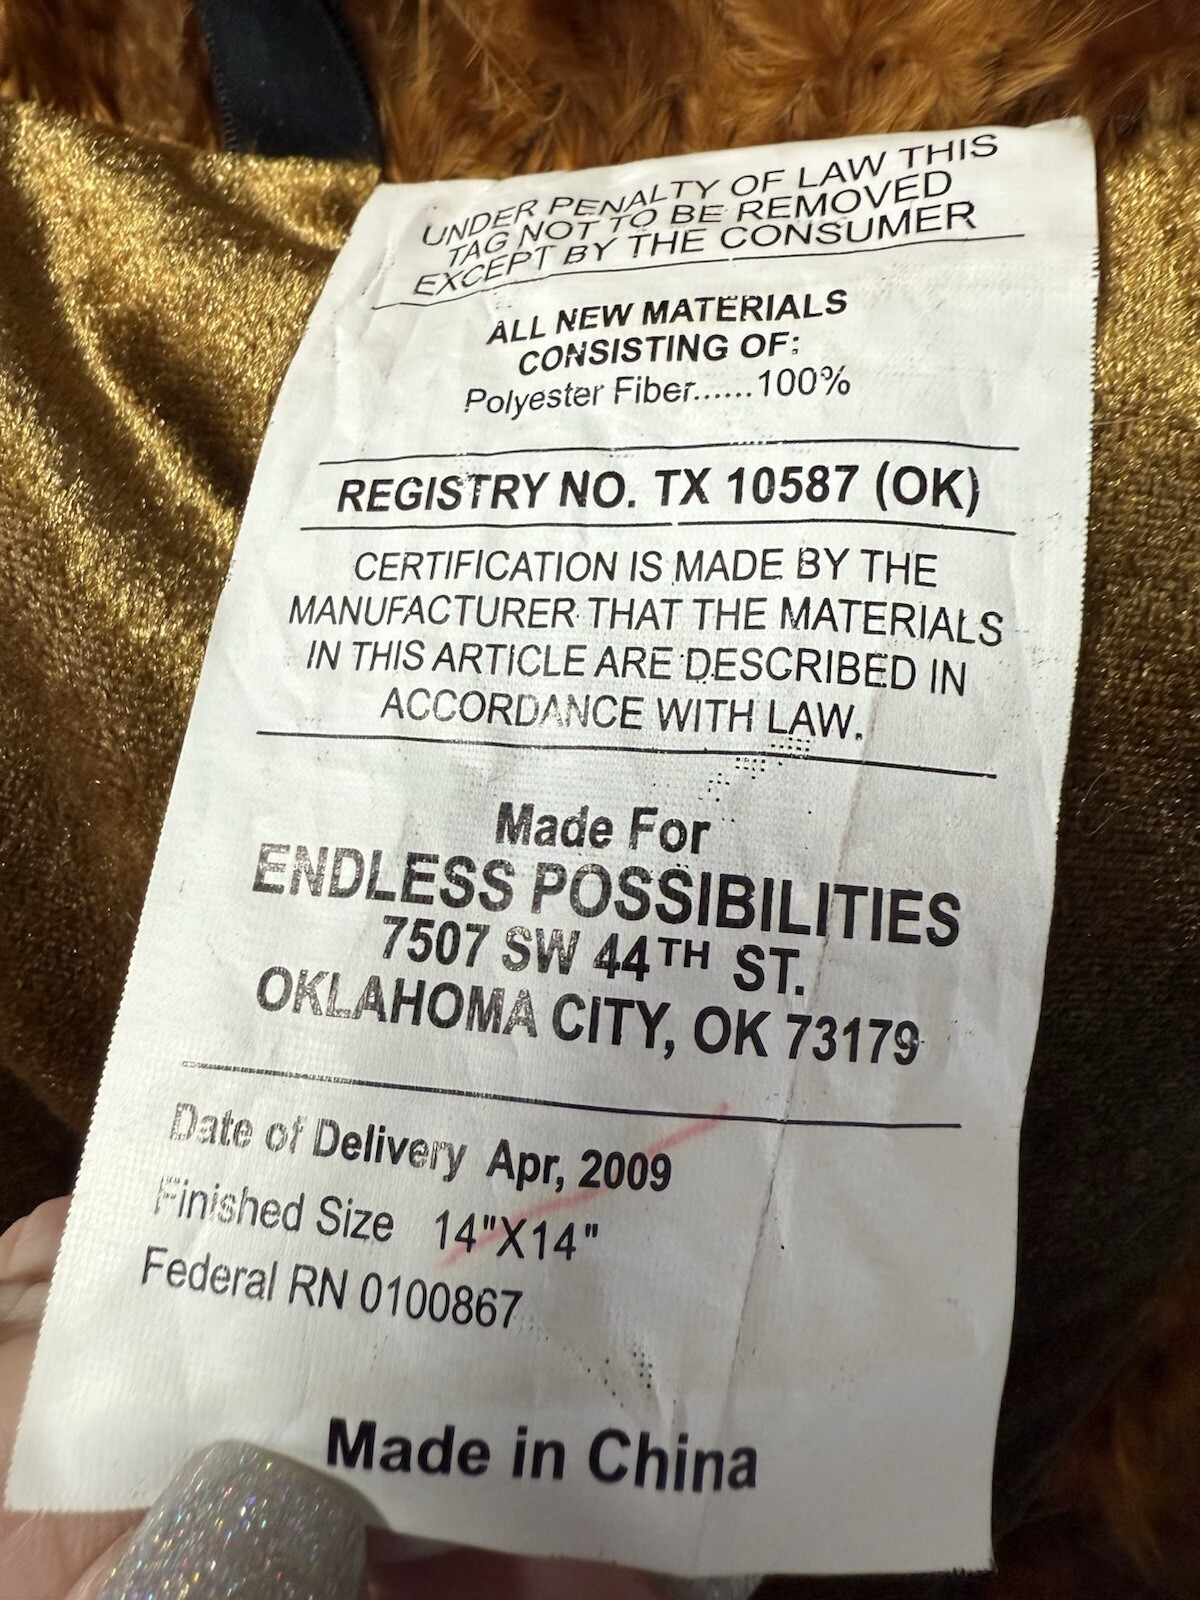 UNDER PENALTY OF LAW THIS
TAG NOT TO BE REMOVED
EXCEPT BY THE CONSUMER
ALL NEW MATERIALS
CONSISTING OF:
Polyester Fiber......100%
REGISTRY NO. TX 10587 (OK)
CERTIFICATION IS MADE BY THE
MANUFACTURER THAT THE MATERIALS
IN THIS ARTICLE ARE DESCRIBED IN
ACCORDANCE WITH LAW.
Made For
ENDLESS POSSIBILITIES
7507 SW 44TH ST.
OKLAHOMA CITY, OK 73179
Date of Delivery Apr, 2009
Finished Size 14"X14"
Federal RN 0100867
Made in China